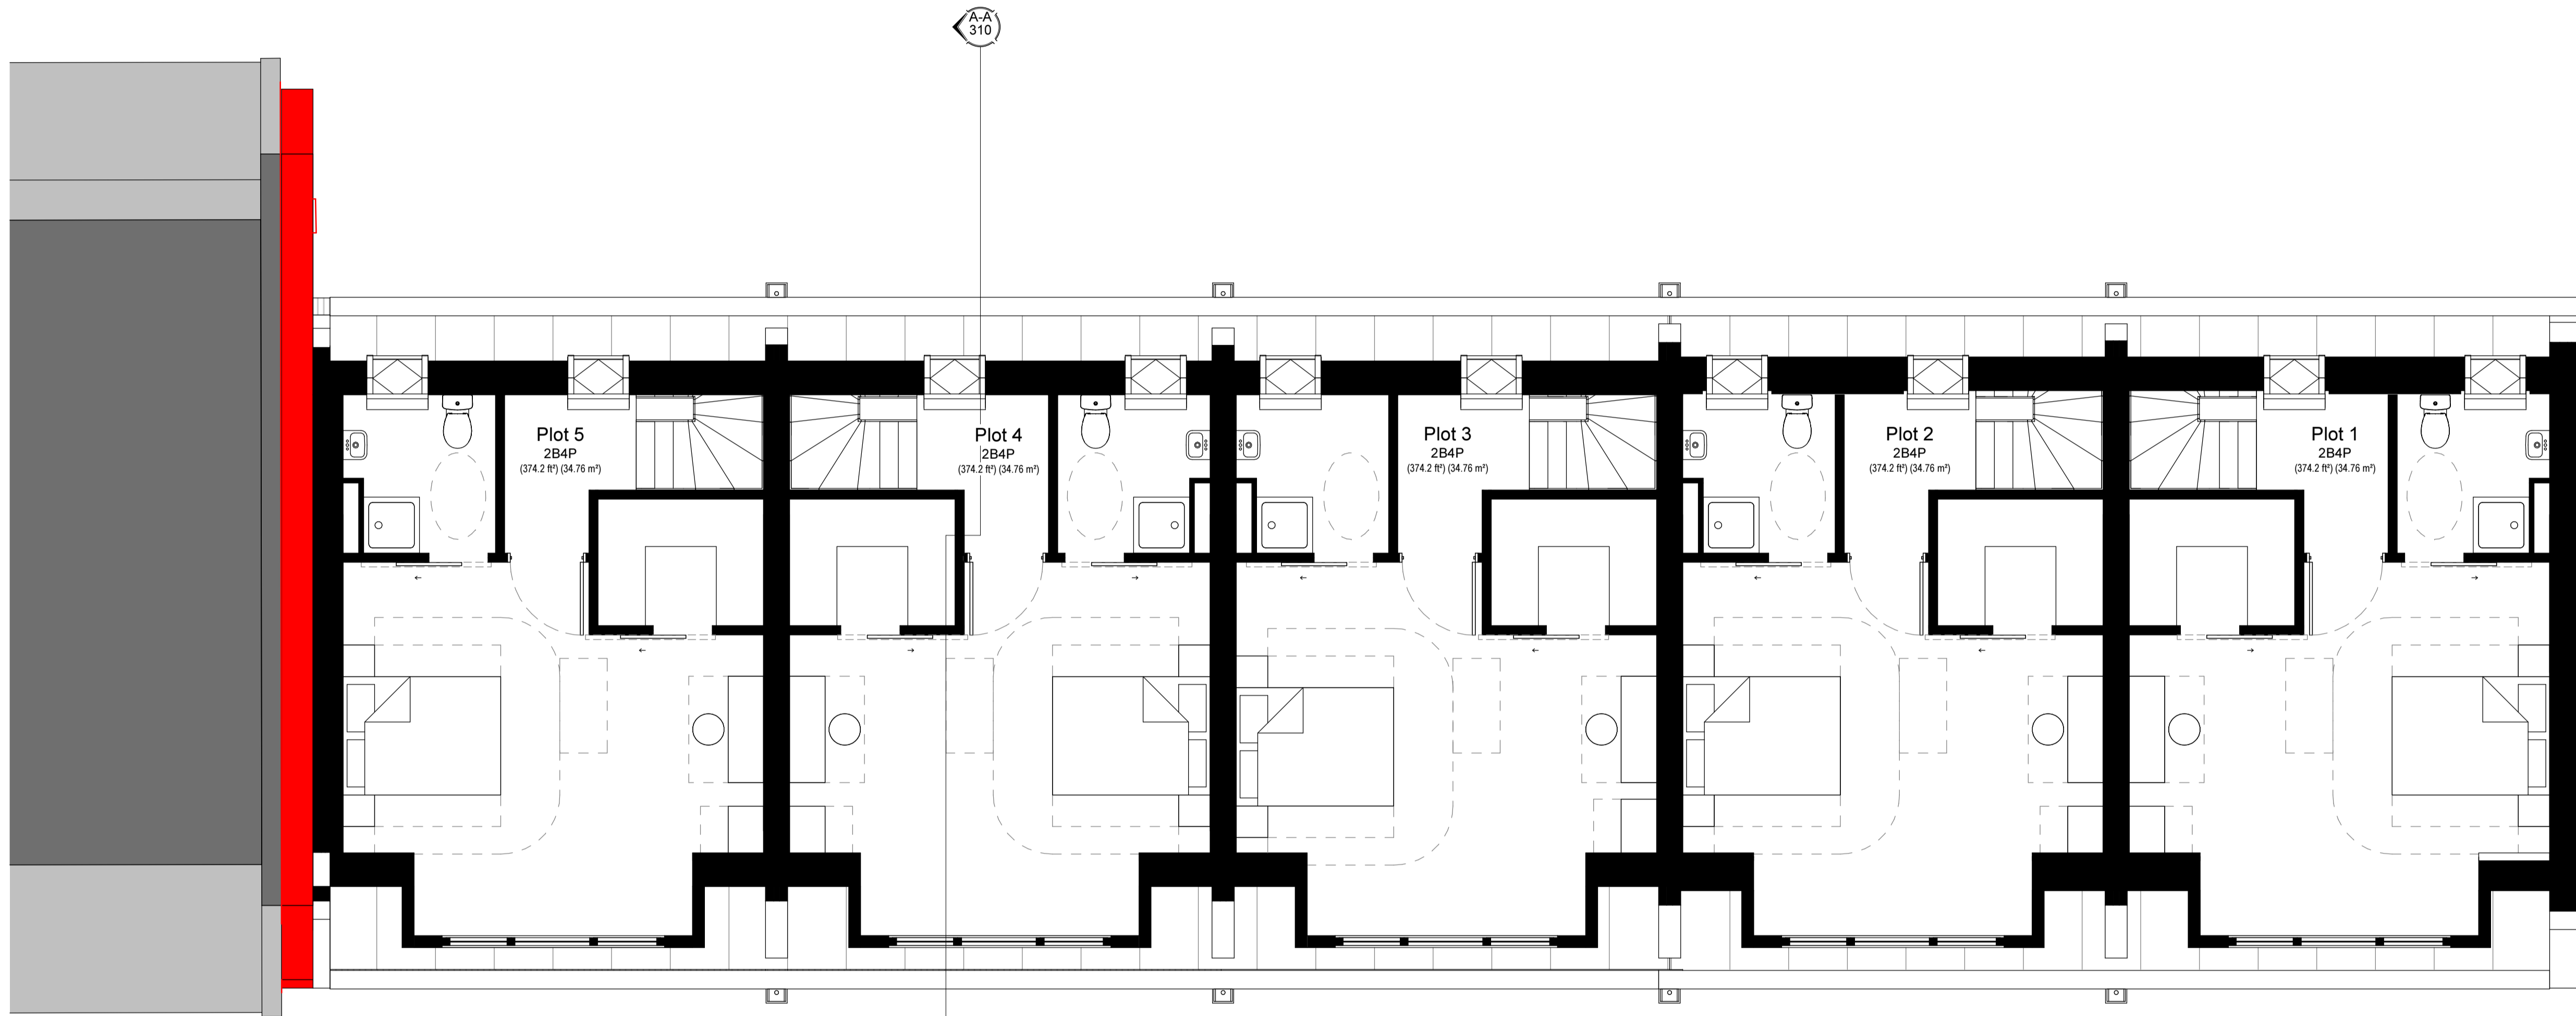 A-A
310
Plot 5
2B4P
(374.2 ft²) (34.76 m²)
Plot 4
2B4P
(374.2 ft²) (34.76 m²)
Plot 3
2B4P
(374.2 ft²) (34.76 m²)
Plot 2
2B4P
(374.2 ft²) (34.76 m²)
Plot 1
2B4P
(374.2 ft²) (34.76 m²)